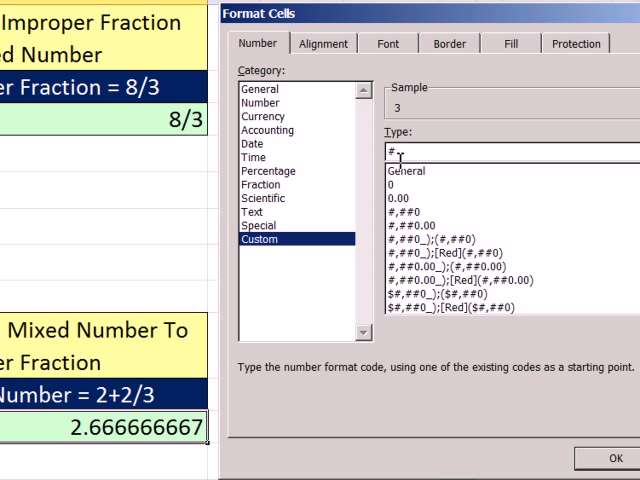 Improper Fraction
ed Number
er Fraction = 8/3
8/3
Mixed Number To
er Fraction
Number = 2+2/3
2.666666667
Format Cells
Number
Alignment
Font
Border
Fill
Protection
Category:
General
Number
Currency
Accounting
Date
Time
Percentage
Fraction
Scientific
Text
Special
Custom
Sample
3
Type:
#
General
0
0.00
#,##0
#,##0.00
#,##0_);(#,##0)
#,##0_);[Red](#,##0)
#,##0.00_);(#,##0.00)
#,##0.00_);[Red](#,##0.00)
$#,##0_);($#,##0)
$#,##0_);[Red]($#,##0)
Type the number format code, using one of the existing codes as a starting point.
OK